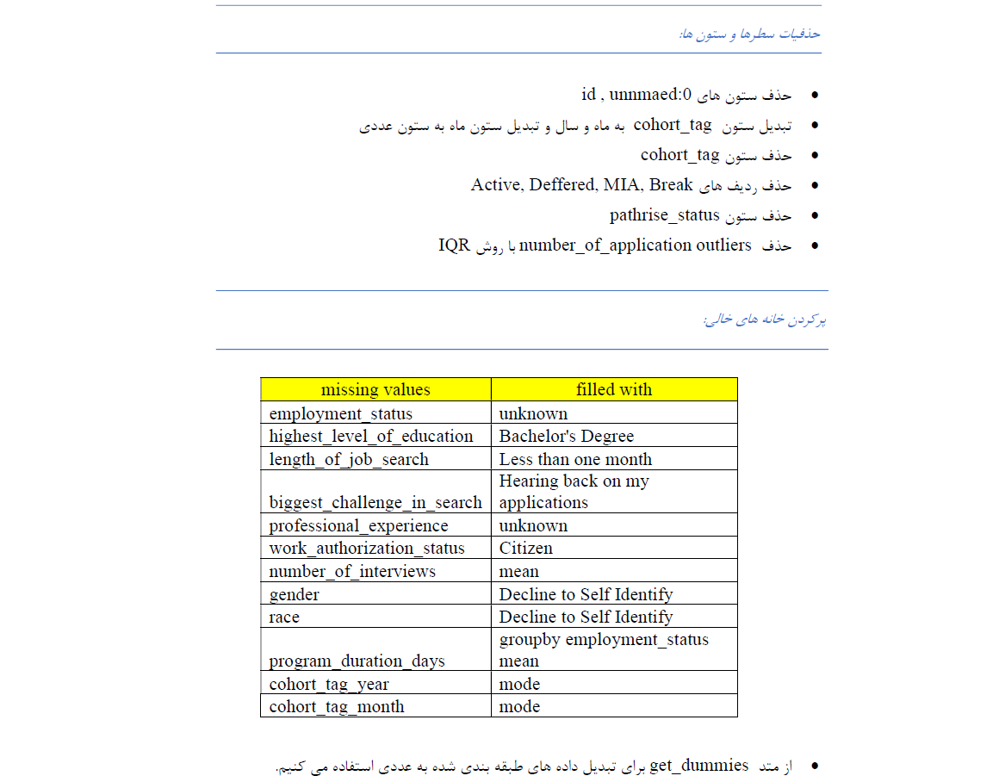 حذفیات سطرها و ستون ها:
• حذف ستون های id , unnmaed:0
• تبدیل ستون cohort_tag به ماه و سال و تبدیل ستون ماه به ستون عددی
• حذف ستون cohort_tag
• حذف ردیف های Active, Deffered, MIA, Break
• حذف ستون pathrise_status
• حذف number_of_application outliers با روش IQR
پرکردن خانه های خالی:
missing values filled with
employment_status unknown
highest_level_of_education Bachelor's Degree
length_of_job_search Less than one month
biggest_challenge_in_search Hearing back on my
applications
professional_experience unknown
work_authorization_status Citizen
number_of_interviews mean
gender Decline to Self Identify
race Decline to Self Identify
program_duration_days groupby employment_status
mean
cohort_tag_year mode
cohort_tag_month mode
• از متد get_dummies برای تبدیل داده های طبقه بندی شده به عددی استفاده می کنیم.